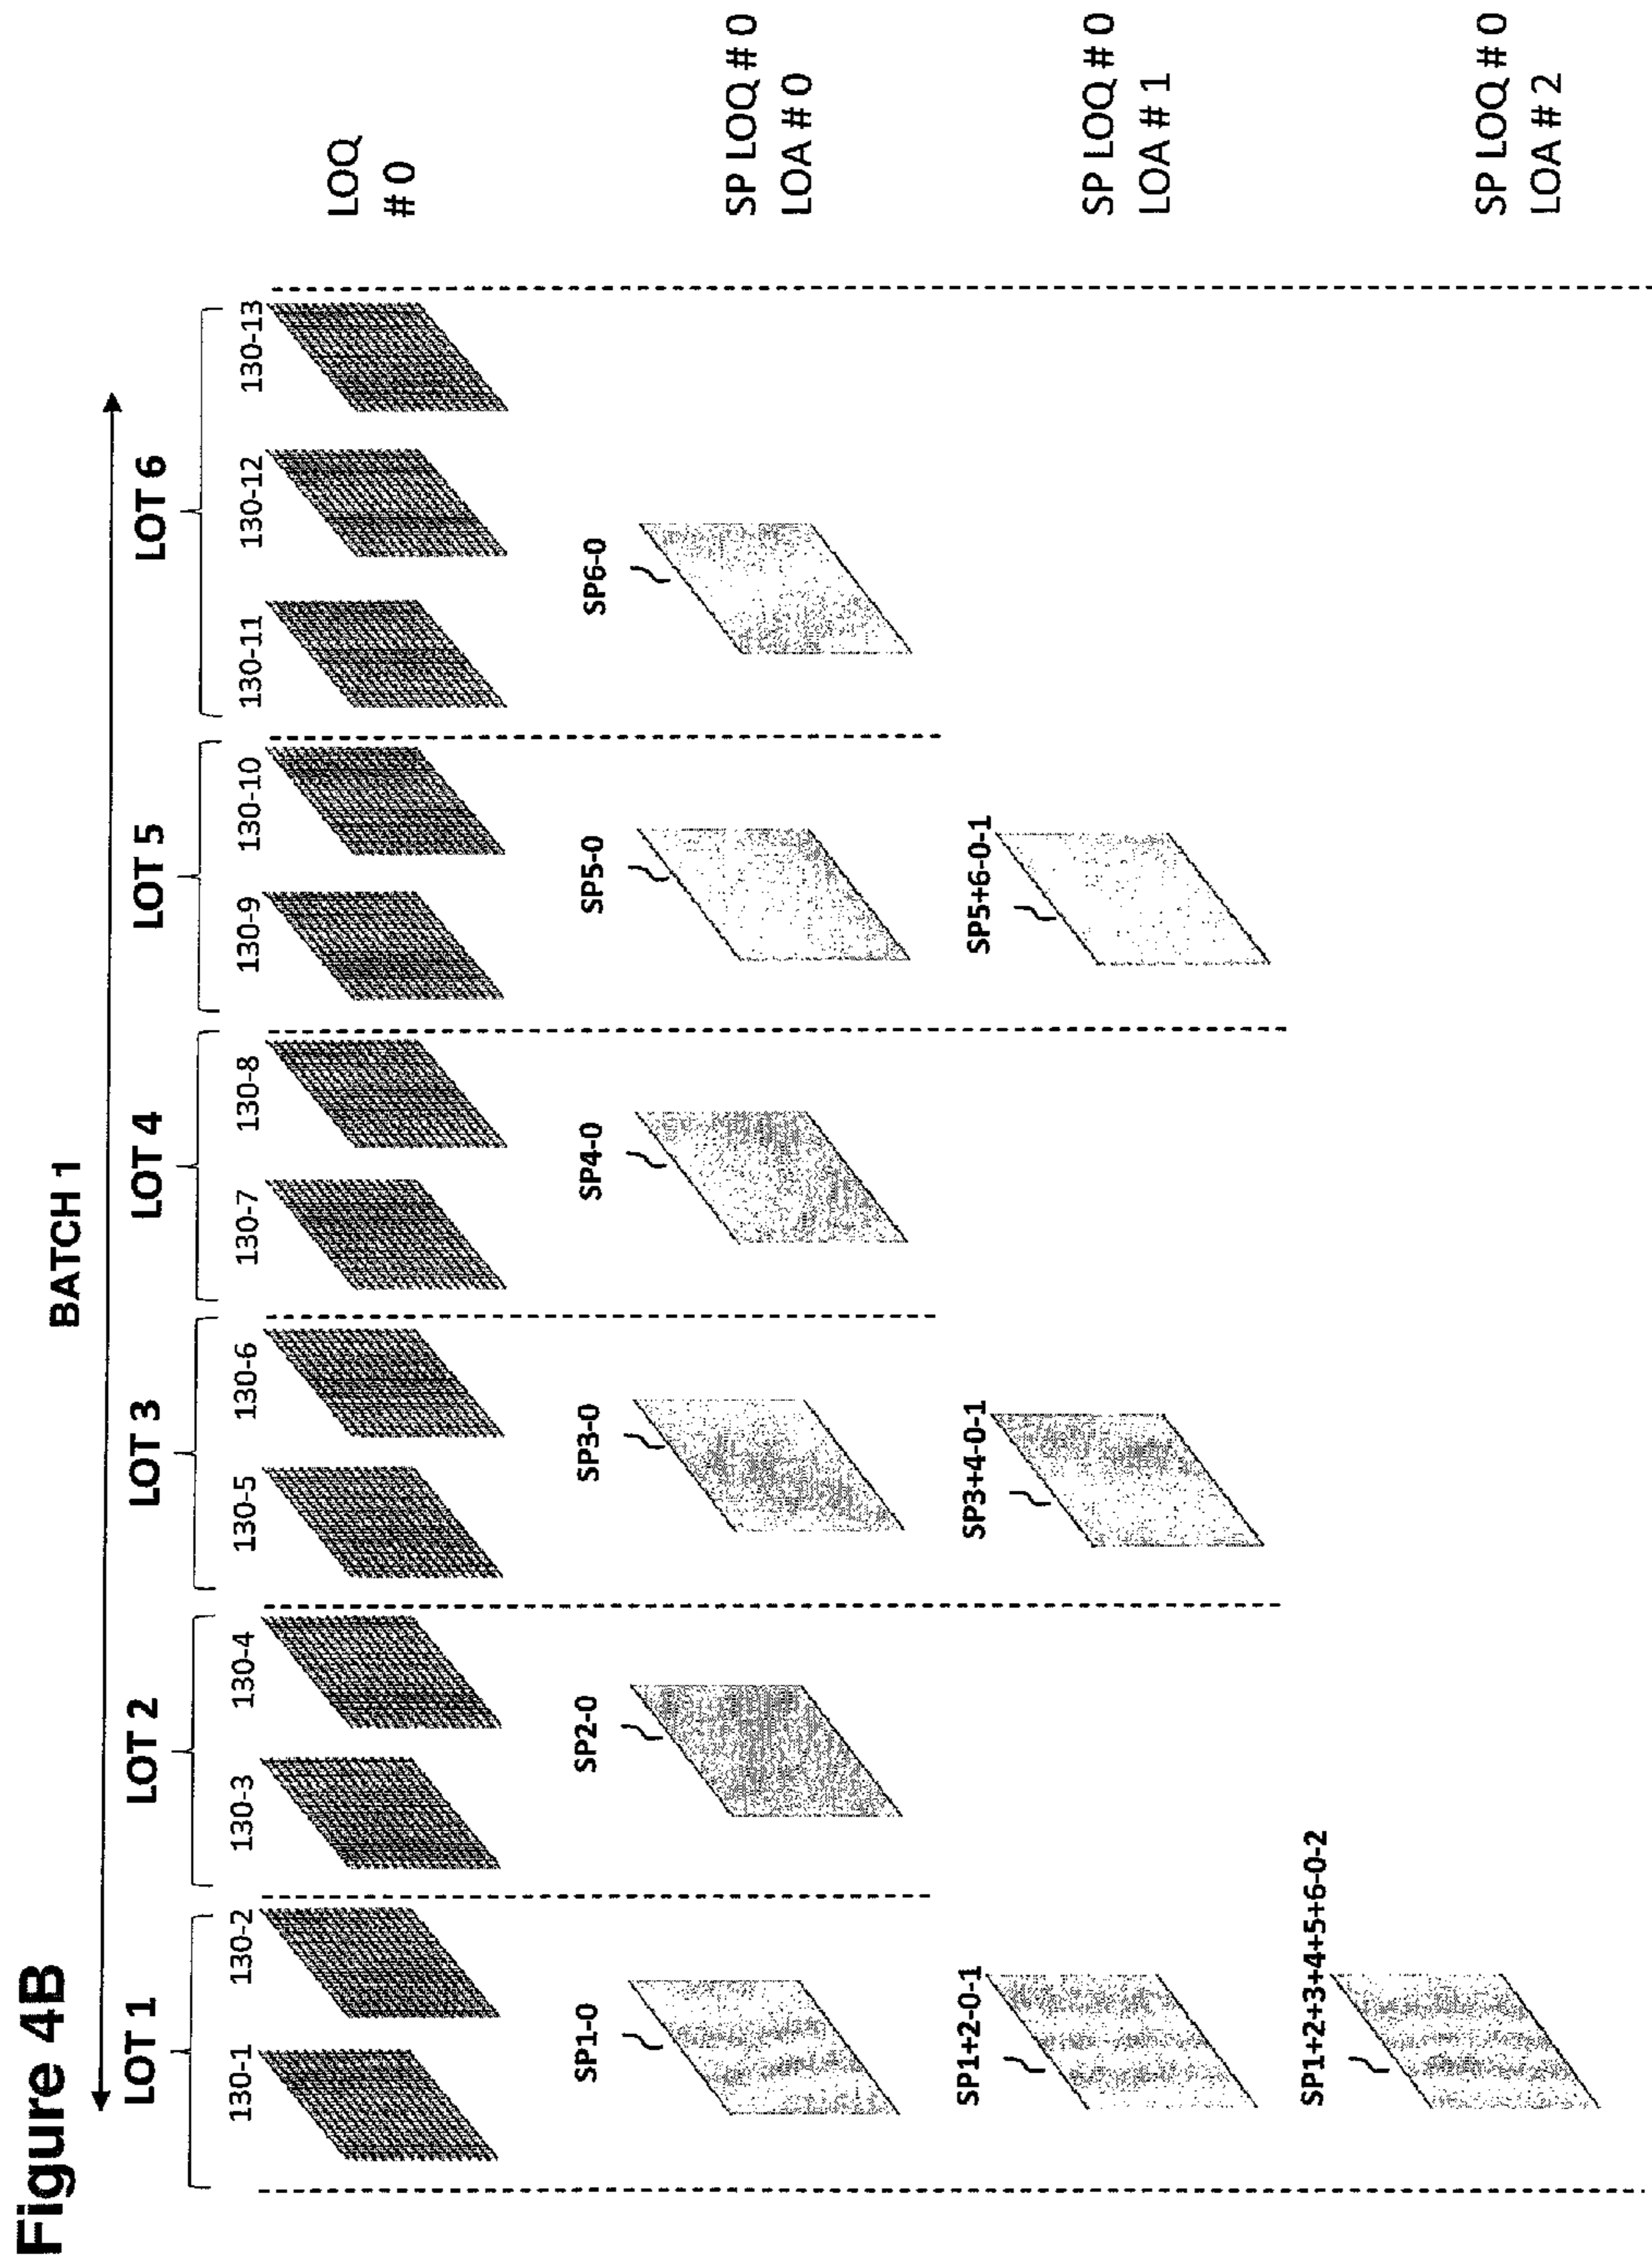 Figure 4B
BATCH 1
LOT 1 LOT 2 LOT 3 LOT 4 LOT 5 LOT 6
130-1 130-2 130-3 130-4 130-5 130-6 130-7 130-8 130-9 130-10 130-11 130-12 130-13
LOQ
# 0
SP1-0 SP2-0 SP3-0 SP4-0 SP5-0 SP6-0
SP LOQ # 0
LOA # 0
SP1+2-0-1 SP3+4-0-1 SP5+6-0-1
SP LOQ # 0
LOA # 1
SP1+2+3+4+5+6-0-2
SP LOQ # 0
LOA # 2